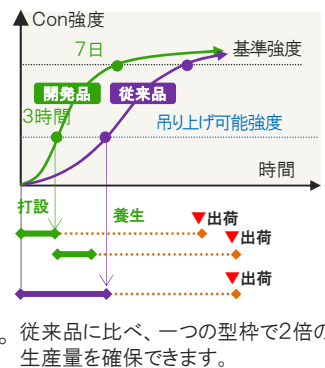 Con強度
7日
基準強度
開発品
従来品
3時間
吊り上げ可能強度
時間
打設
養生
▼出荷
▼出荷
▼出荷
。従来品に比べ、一つの型枠で2倍の
生産量を確保できます。